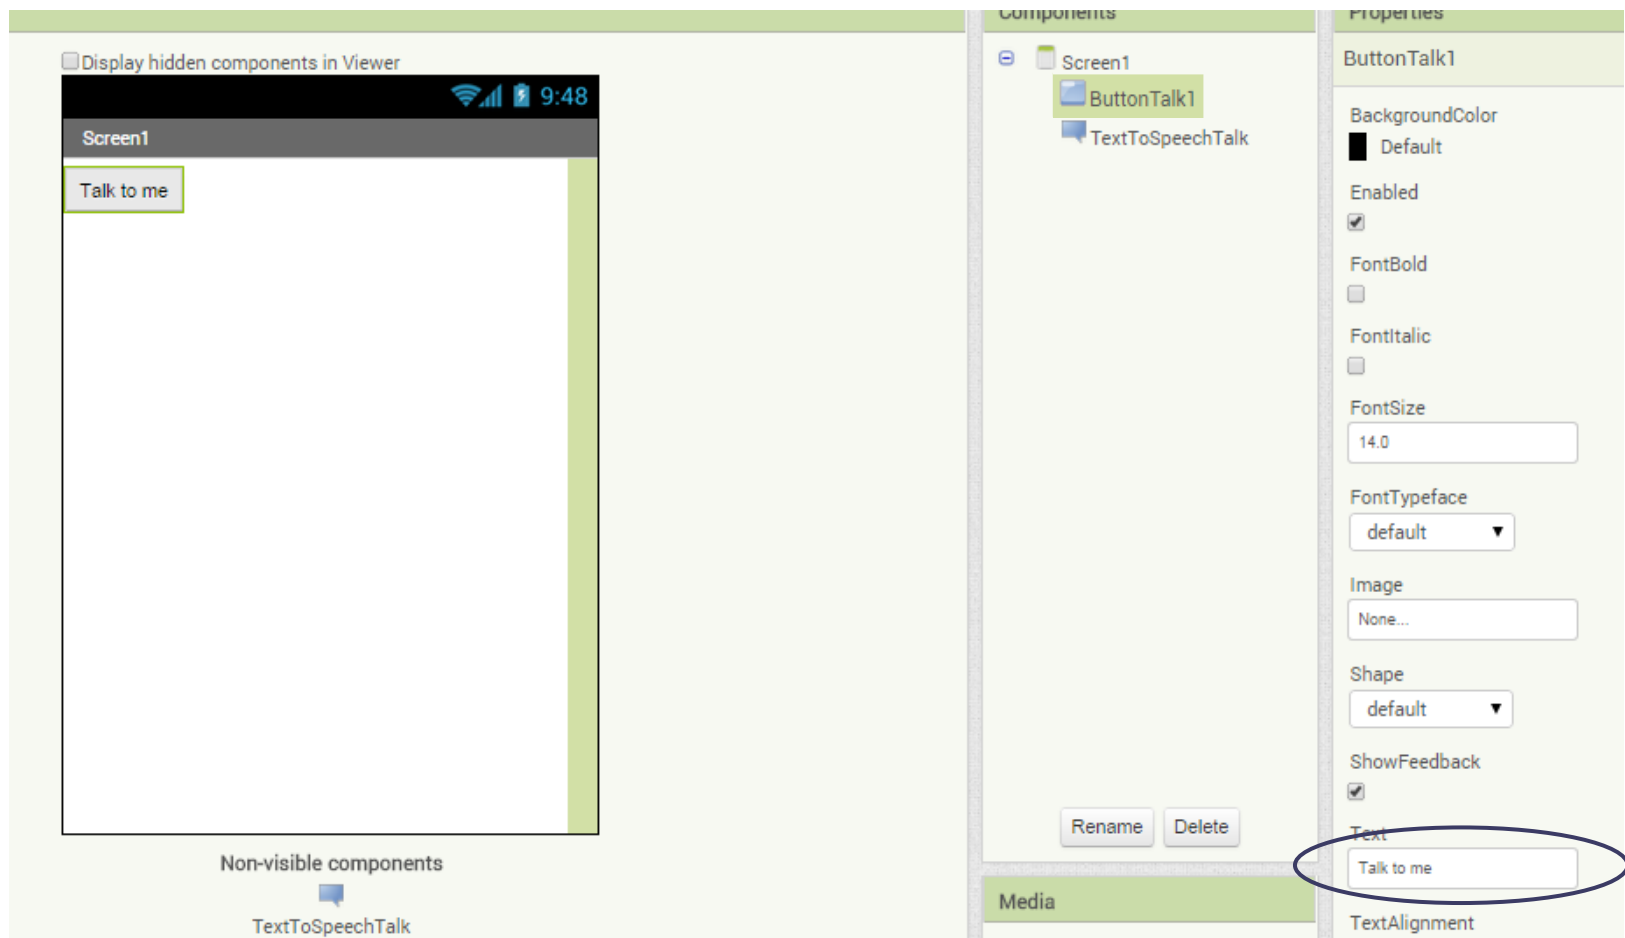 Display hidden components in Viewer
9:48
Screen1
Talk to me
Non-visible components
TextToSpeechTalk
Components
Screen1
ButtonTalk1
TextToSpeechTalk
Rename
Delete
Media
Properties
ButtonTalk1
BackgroundColor
Default
Enabled
FontBold
FontItalic
FontSize
14.0
FontTypeface
default
Image
None...
Shape
default
ShowFeedback
Text
Talk to me
TextAlignment